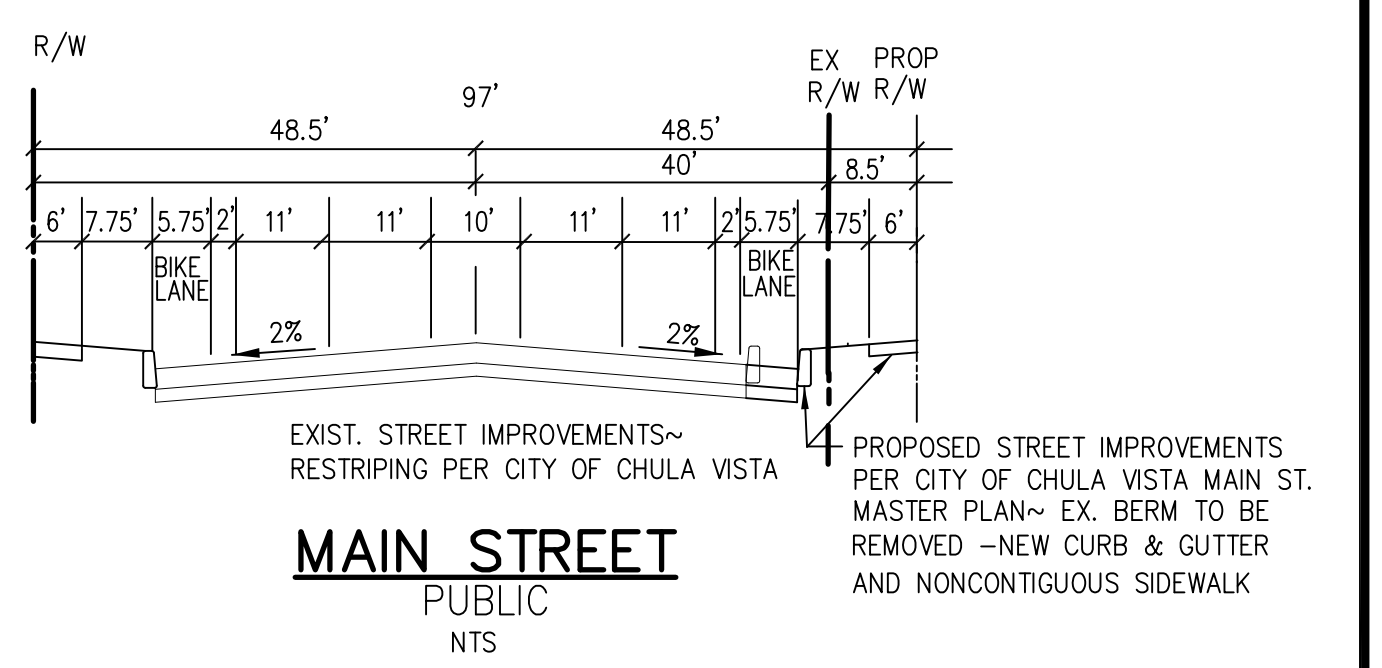 R/W
EX PROP
R/W R/W
97'
48.5' 48.5'
40' 8.5'
6' 7.75' 5.75' 2' 11' 11' 10' 11' 11' 2' 5.75' 7.75' 6'
BIKE
LANE
BIKE
LANE
2% 2%
EXIST. STREET IMPROVEMENTS~
RESTRIPING PER CITY OF CHULA VISTA
PROPOSED STREET IMPROVEMENTS
PER CITY OF CHULA VISTA MAIN ST.
MASTER PLAN~ EX. BERM TO BE
REMOVED -NEW CURB & GUTTER
AND NONCONTIGUOUS SIDEWALK
MAIN STREET
PUBLIC
NTS